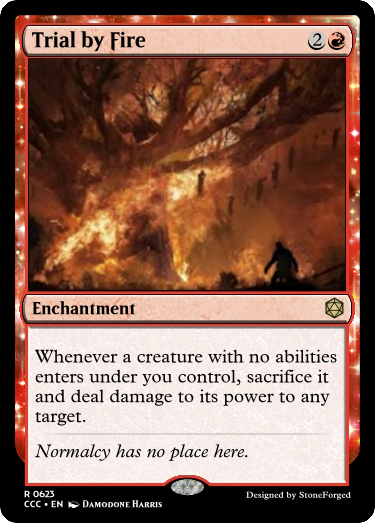 Trial by Fire 2
Enchantment
Whenever a creature with no abilities
enters under you control, sacrifice it
and deal damage to its power to any
target.
Normalcy has no place here.
R 0623
CCC • EN Damodone Harris
Designed by StoneForged